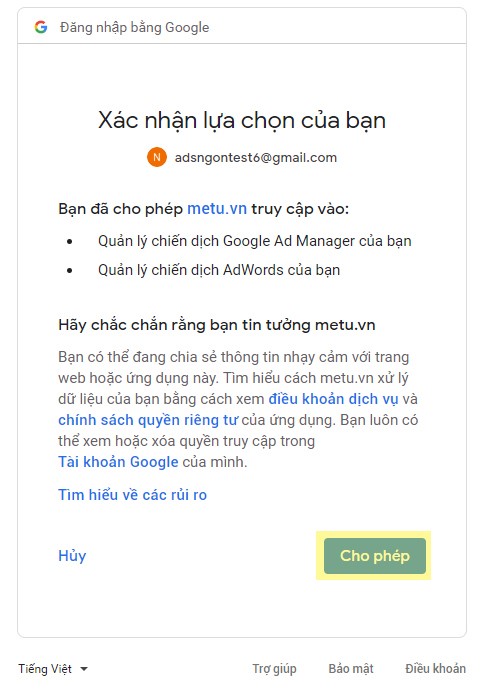 Đăng nhập bằng Google
Xác nhận lựa chọn của bạn
N adsngontest6@gmail.com
Bạn đã cho phép metu.vn truy cập vào:
• Quản lý chiến dịch Google Ad Manager của bạn
• Quản lý chiến dịch AdWords của bạn
Hãy chắc chắn rằng bạn tin tưởng metu.vn
Bạn có thể đang chia sẻ thông tin nhạy cảm với trang
web hoặc ứng dụng này. Tìm hiểu cách metu.vn xử lý
dữ liệu của bạn bằng cách xem điều khoản dịch vụ và
chính sách quyền riêng tư của ứng dụng. Bạn luôn có
thể xem hoặc xóa quyền truy cập trong
Tài khoản Google của mình.
Tìm hiểu về các rủi ro
Hủy Cho phép
Tiếng Việt Trợ giúp Bảo mật Điều khoản